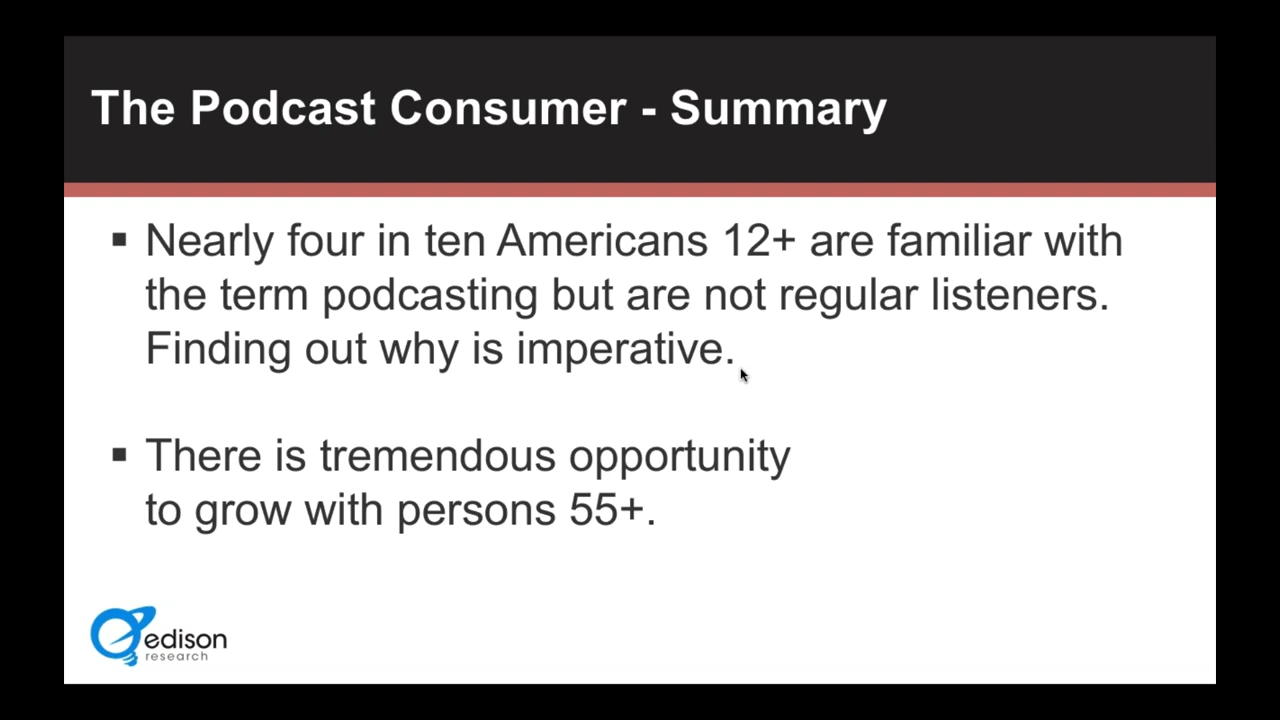 The Podcast Consumer - Summary
▪ Nearly four in ten Americans 12+ are familiar with
the term podcasting but are not regular listeners.
Finding out why is imperative.
▪ There is tremendous opportunity
to grow with persons 55+.
edison
research